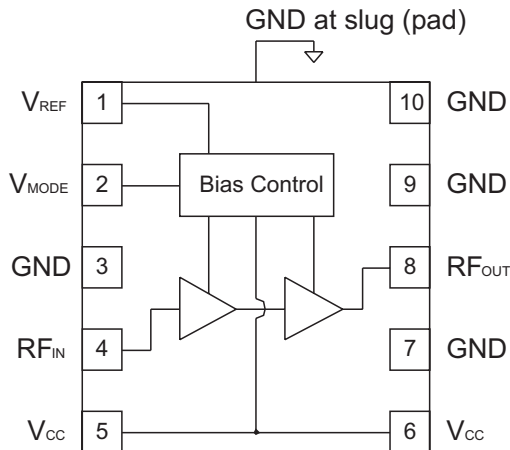 GND at slug (pad)
VREF 1
10 GND
VMODE 2
Bias Control
9 GND
GND 3
8 RFOUT
RFIN 4
7 GND
VCC 5
6 VCC